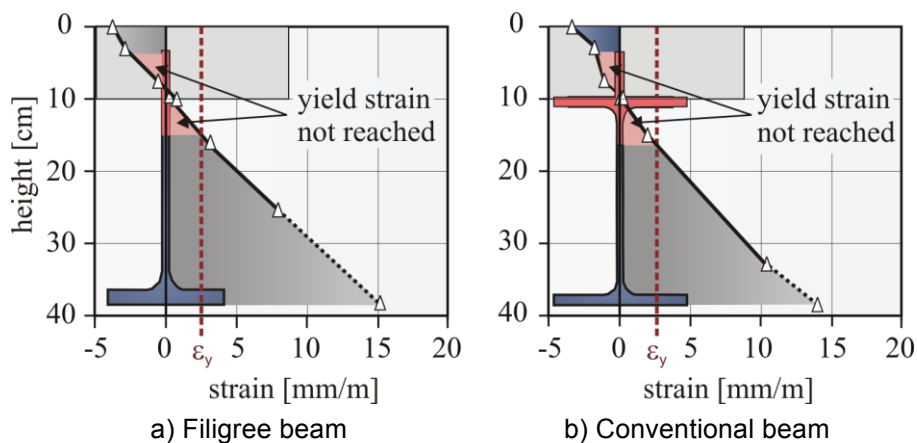 0
10
20
30
40
height [cm]
yield strain
not reached
-5
0
εy
5
10
15
20
strain [mm/m]
a) Filigree beam
0
10
20
30
40
yield strain
not reached
-5
0
εy
5
10
15
20
strain [mm/m]
b) Conventional beam